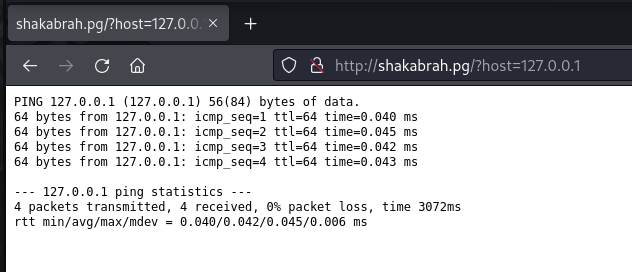 shakabrah.pg/?host=127.0.0.
http://shakabrah.pg/?host=127.0.0.1
PING 127.0.0.1 (127.0.0.1) 56(84) bytes of data.
64 bytes from 127.0.0.1: icmp_seq=1 ttl=64 time=0.040 ms
64 bytes from 127.0.0.1: icmp_seq=2 ttl=64 time=0.045 ms
64 bytes from 127.0.0.1: icmp_seq=3 ttl=64 time=0.042 ms
64 bytes from 127.0.0.1: icmp_seq=4 ttl=64 time=0.043 ms
--- 127.0.0.1 ping statistics ---
4 packets transmitted, 4 received, 0% packet loss, time 3072ms
rtt min/avg/max/mdev = 0.040/0.042/0.045/0.006 ms